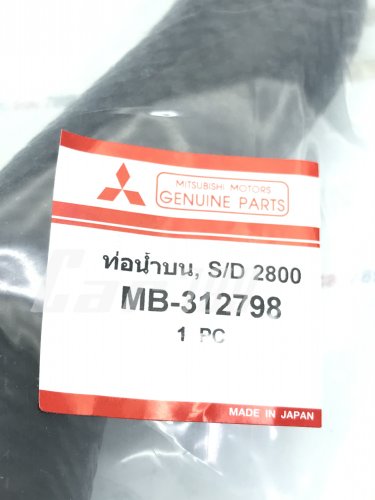 MITSUBISHI MOTORS
GENUINE PARTS
ท่อน้ำบน, S/D 2800
MB-312798
1 PC
MADE IN JAPAN